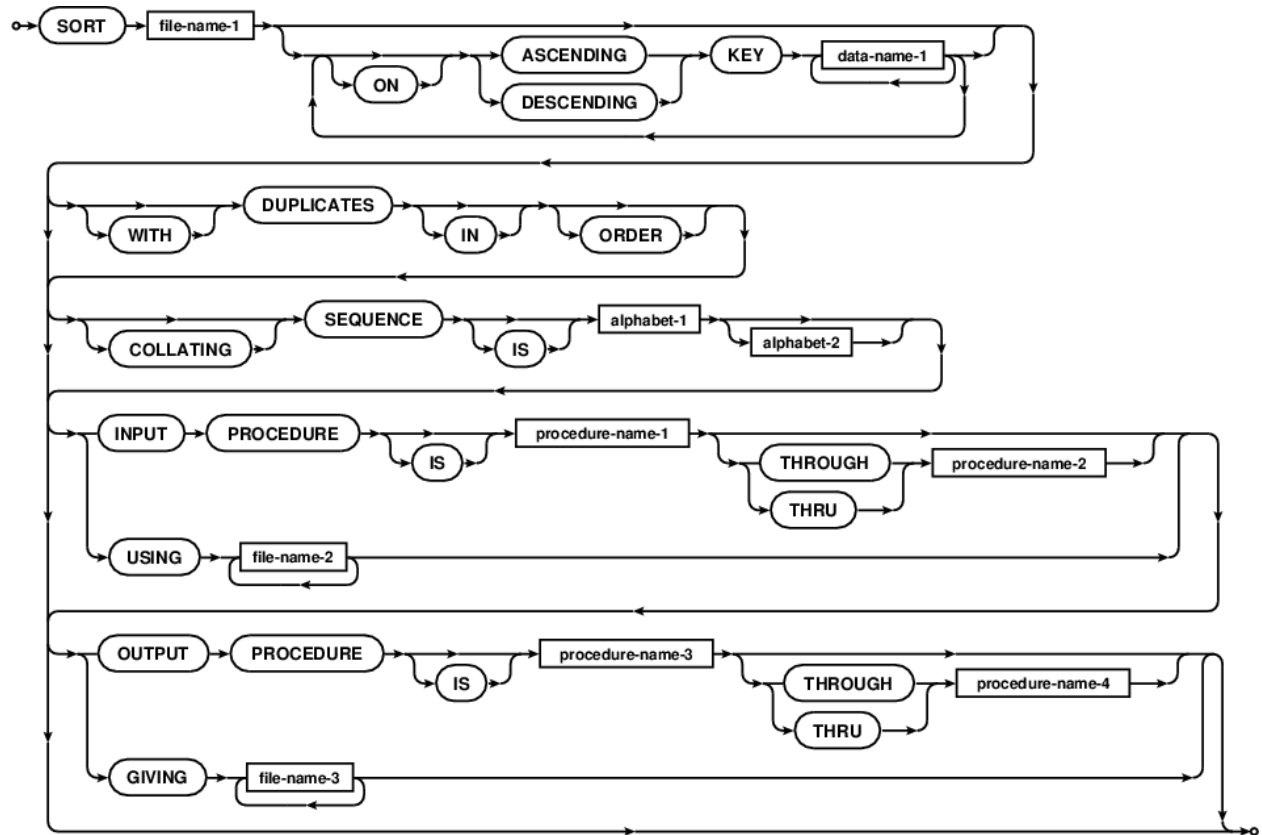 SORT file-name-1
ASCENDING KEY data-name-1
ON
DESCENDING
DUPLICATES
WITH IN ORDER
SEQUENCE alphabet-1
COLLATING IS alphabet-2
INPUT PROCEDURE procedure-name-1
IS THROUGH procedure-name-2
THRU
USING file-name-2
OUTPUT PROCEDURE procedure-name-3
IS THROUGH procedure-name-4
THRU
GIVING file-name-3